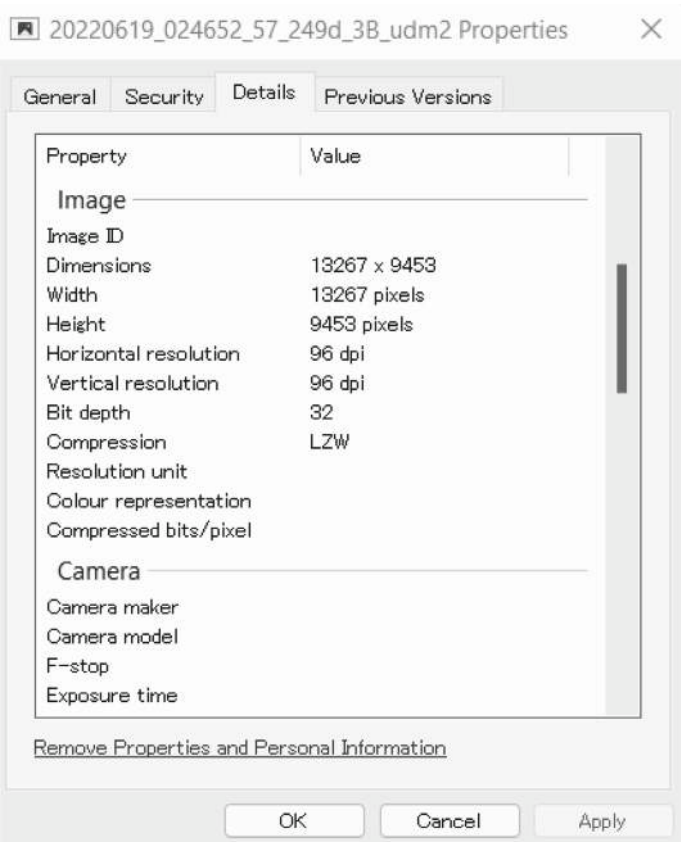 20220619_024652_57_249d_3B_udm2 Properties
General Security Details Previous Versions
Property Value
Image
Image ID
Dimensions 13267 x 9453
Width 13267 pixels
Height 9453 pixels
Horizontal resolution 96 dpi
Vertical resolution 96 dpi
Bit depth 32
Compression LZW
Resolution unit
Colour representation
Compressed bits/pixel
Camera
Camera maker
Camera model
F-stop
Exposure time
Remove Properties and Personal Information
OK Cancel Apply